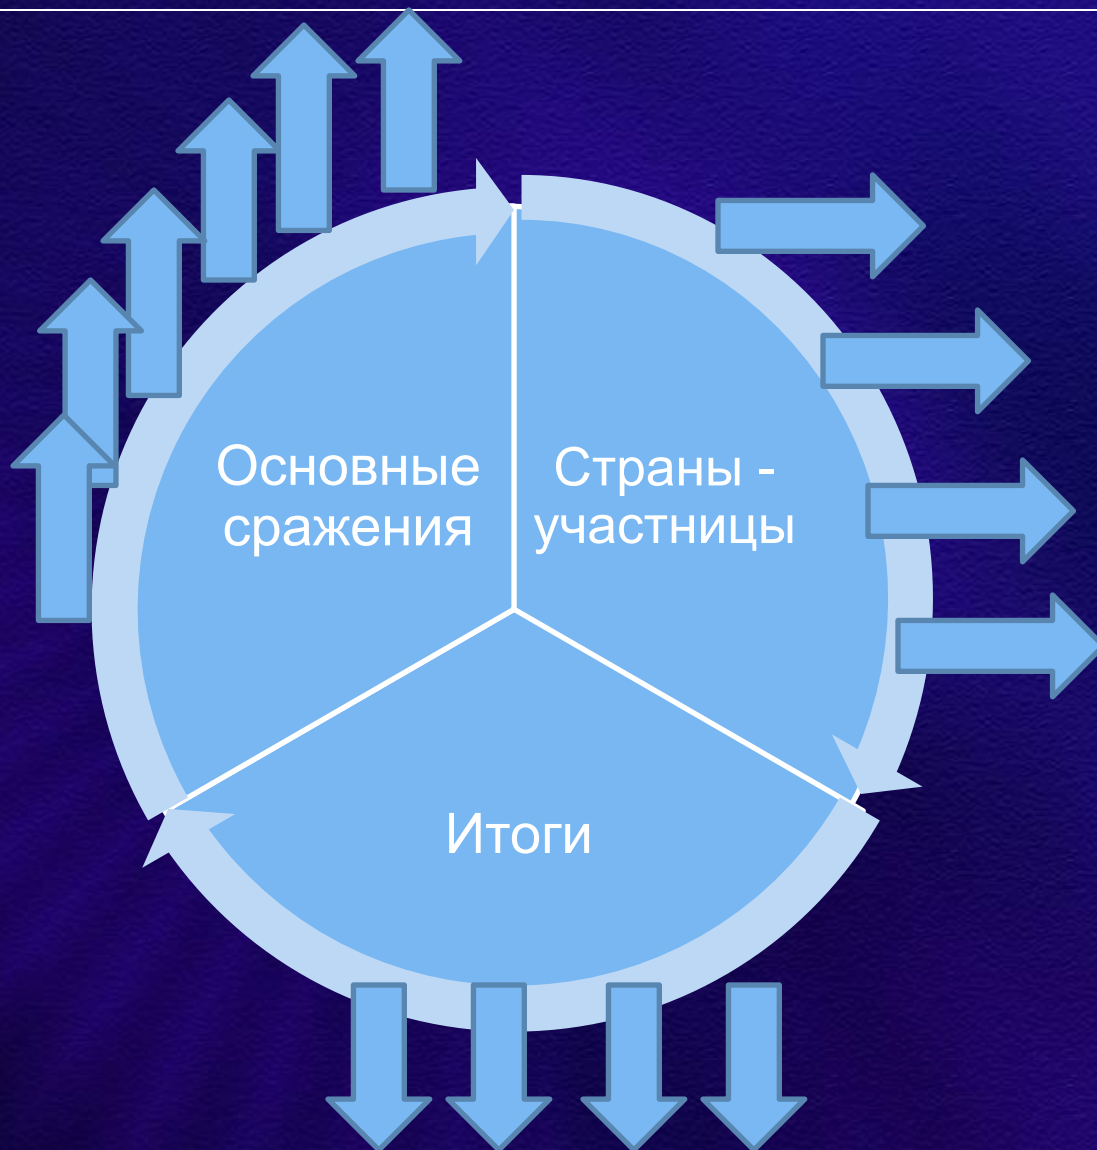 Основные
сражения
Страны -
участницы
Итоги